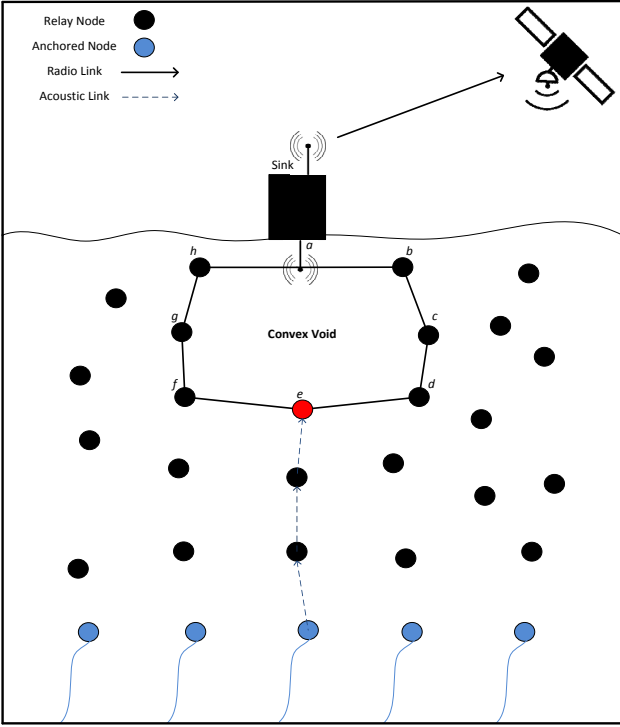 Relay Node
Anchored Node
Radio Link
Acoustic Link
Sink
a
h
b
g
Convex Void
c
f
e
d